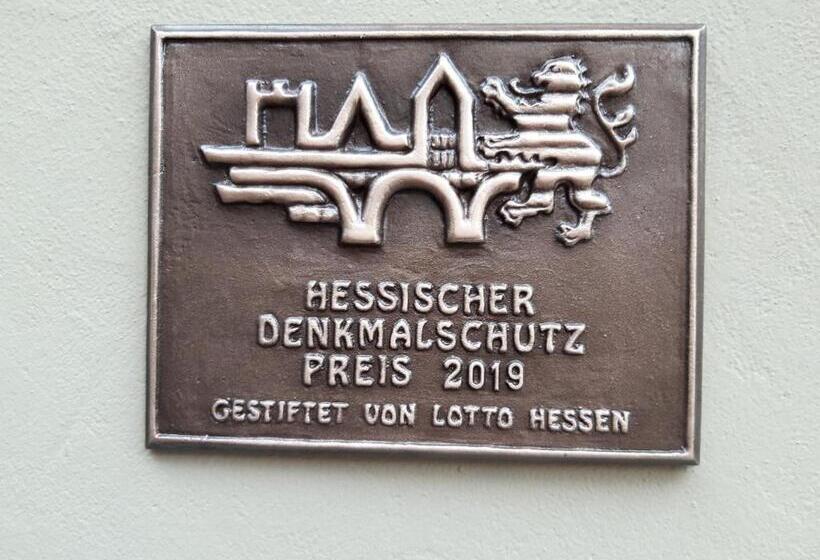 HESSISCHER
DENKMALSCHUTZ
PREIS 2019
GESTIFTET VON LOTTO HESSEN